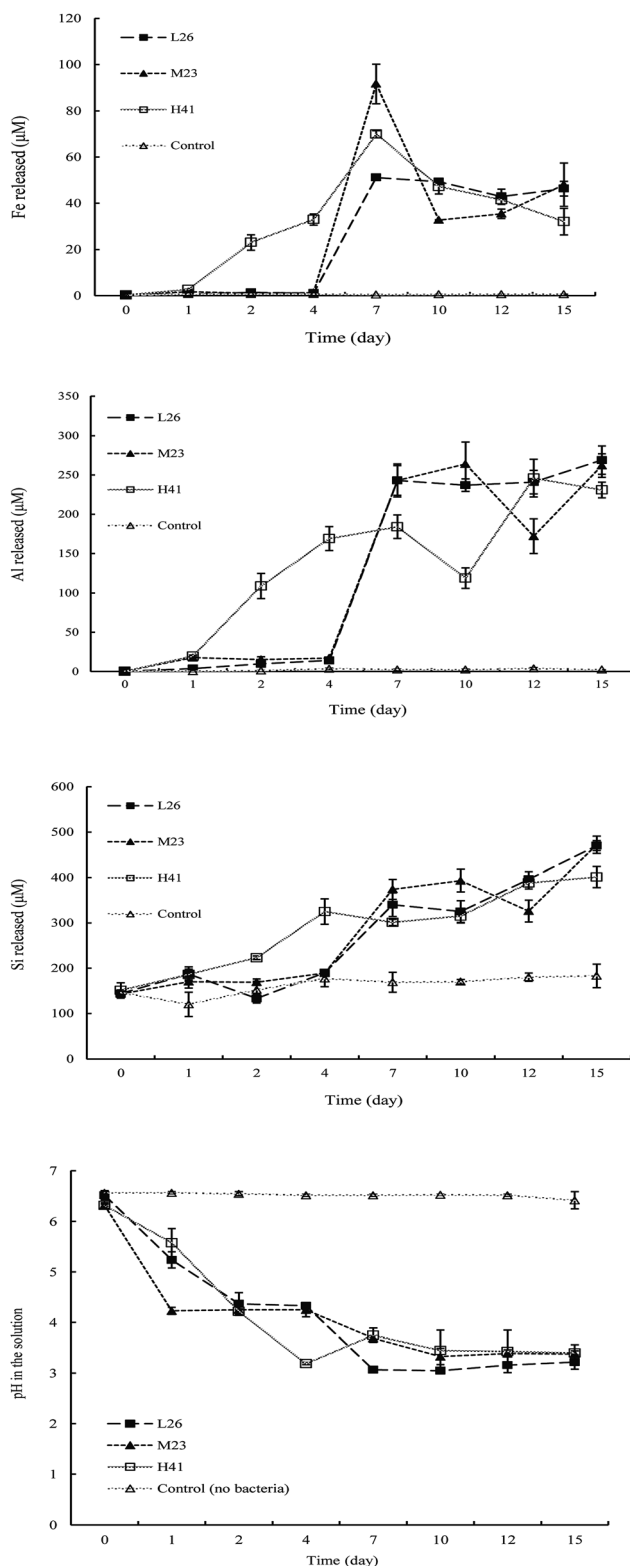 L26
M23
H41
Control
Fe released (μM)
120
100
80
60
40
20
0
0 1 2 4 7 10 12 15
Time (day)
L26
M23
H41
Control
Al released (μM)
350
300
250
200
150
100
50
0
0 1 2 4 7 10 12 15
Time (day)
L26
M23
H41
Control
Si released (μM)
600
500
400
300
200
100
0
0 1 2 4 7 10 12 15
Time (day)
pH in the solution
7
6
5
4
3
2
1
0
L26
M23
H41
Control (no bacteria)
0 1 2 4 7 10 12 15
Time (day)